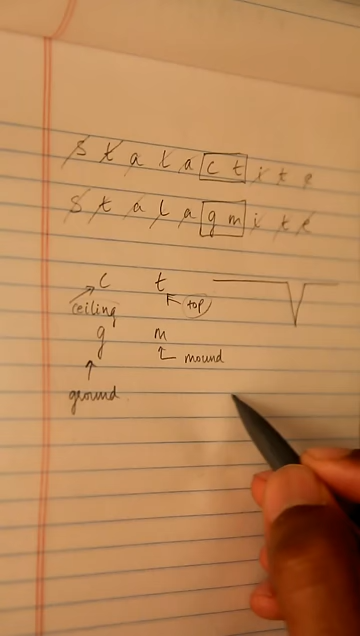 stalactite
stalagmite
c t
ceiling top
g m
mound
ground